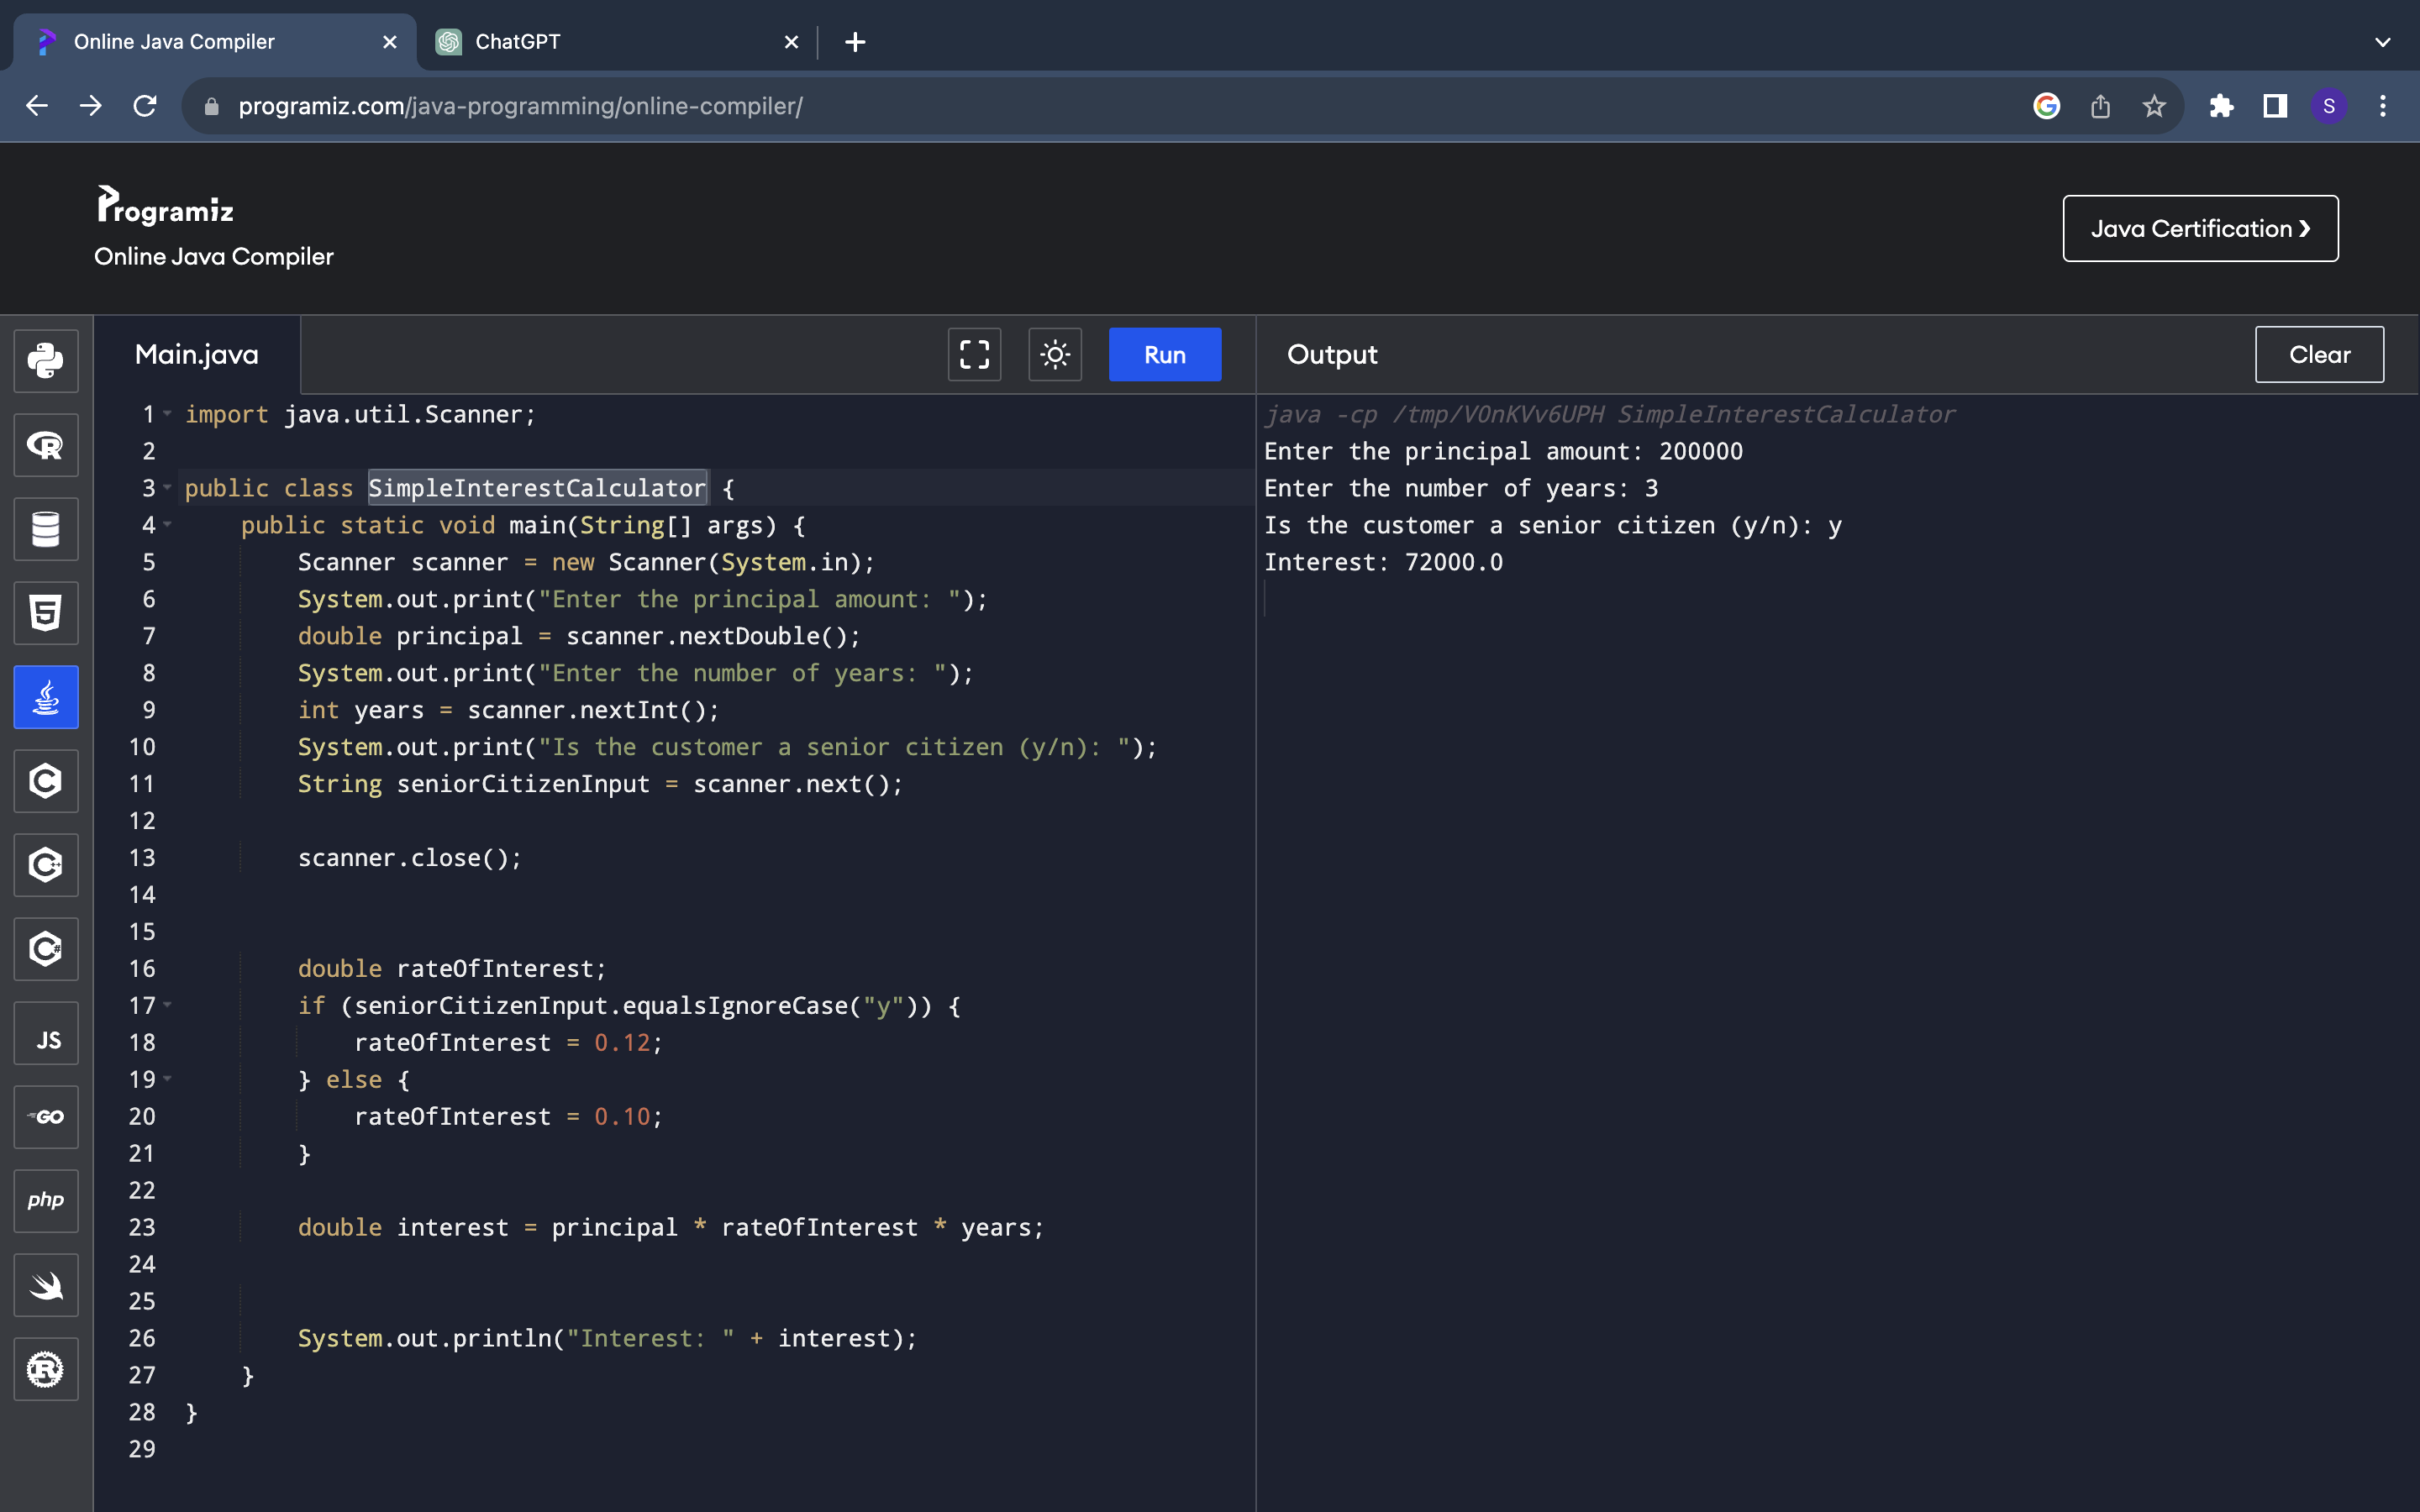 Online Java Compiler
ChatGPT
programiz.com/java-programming/online-compiler/
S
Programiz
Online Java Compiler
Java Certification ❯
Main.java
Run
Output
Clear
1 import java.util.Scanner;
2
3 public class SimpleInterestCalculator {
4 public static void main(String[] args) {
5 Scanner scanner = new Scanner(System.in);
6 System.out.print("Enter the principal amount: ");
7 double principal = scanner.nextDouble();
8 System.out.print("Enter the number of years: ");
9 int years = scanner.nextInt();
10 System.out.print("Is the customer a senior citizen (y/n): ");
11 String seniorCitizenInput = scanner.next();
12
13 scanner.close();
14
15
16 double rateOfInterest;
17 if (seniorCitizenInput.equalsIgnoreCase("y")) {
18 rateOfInterest = 0.12;
19 } else {
20 rateOfInterest = 0.10;
21 }
22
23 double interest = principal * rateOfInterest * years;
24
25
26 System.out.println("Interest: " + interest);
27 }
28 }
29
java -cp /tmp/VOnKVv6UPH SimpleInterestCalculator
Enter the principal amount: 200000
Enter the number of years: 3
Is the customer a senior citizen (y/n): y
Interest: 72000.0
R
5
C
C++
C#
JS
GO
php
R